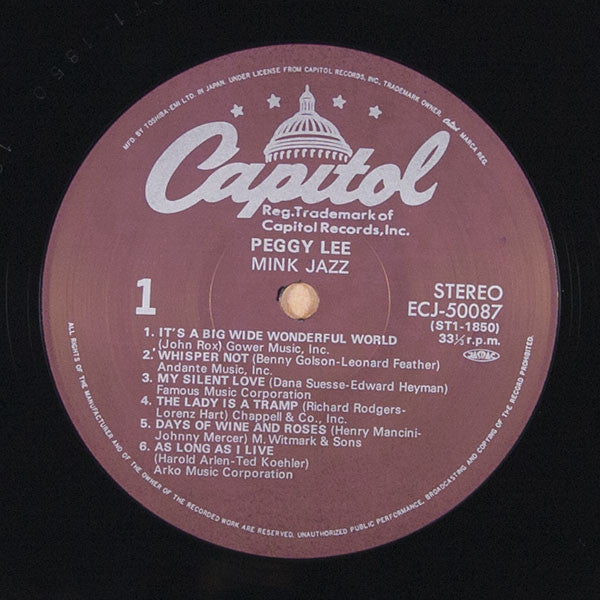 MFD. BY TOSHIBA-EMI LTD. IN JAPAN. UNDER LICENSE FROM CAPITOL RECORDS, INC., TRADEMARK OWNER. Capitol MARCA REG.
Capitol
Reg.Trademark of
Capitol Records,Inc.
PEGGY LEE
MINK JAZZ
1
STEREO
ECJ-50087
(ST1-1850)
33⅓ r.p.m.
JASRAC
1. IT'S A BIG WIDE WONDERFUL WORLD
(John Rox) Gower Music, Inc.
2. WHISPER NOT (Benny Golson-Leonard Feather)
Andante Music, Inc.
3. MY SILENT LOVE (Dana Suesse-Edward Heyman)
Famous Music Corporation
4. THE LADY IS A TRAMP (Richard Rodgers-
Lorenz Hart) Chappell & Co., Inc.
5. DAYS OF WINE AND ROSES (Henry Mancini-
Johnny Mercer) M. Witmark & Sons
6. AS LONG AS I LIVE
(Harold Arlen-Ted Koehler)
Arko Music Corporation
ALL RIGHTS OF THE MANUFACTURER AND OF THE OWNER OF THE RECORDED WORK ARE RESERVED. UNAUTHORIZED PUBLIC PERFORMANCE, BROADCASTING AND COPYING OF THE RECORD PROHIBITED.